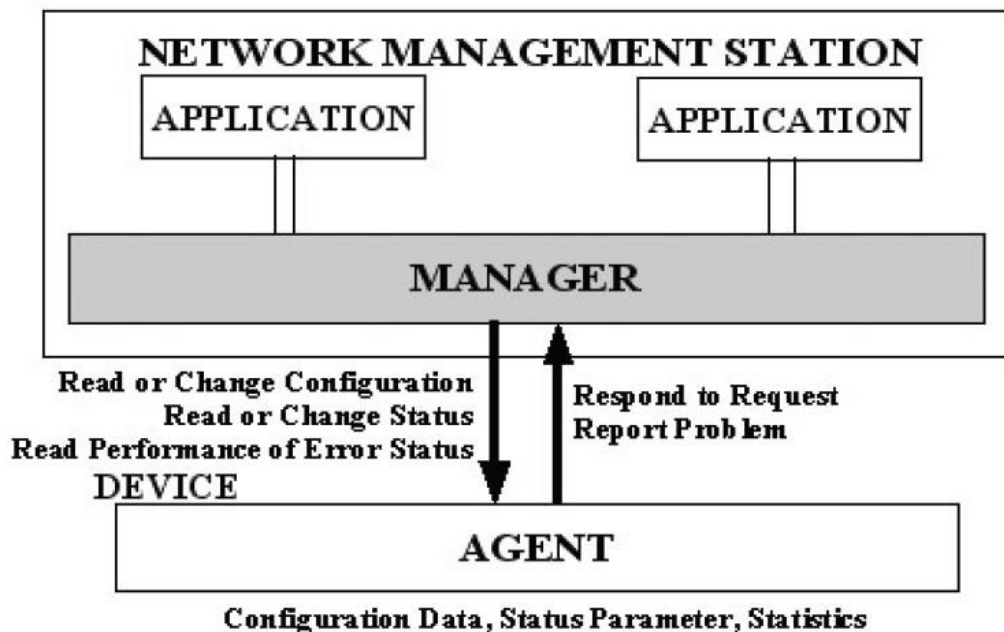 NETWORK MANAGEMENT STATION
APPLICATION
APPLICATION
MANAGER
Read or Change Configuration
Read or Change Status
Read Performance of Error Status
Respond to Request
Report Problem
DEVICE
AGENT
Configuration Data, Status Parameter, Statistics